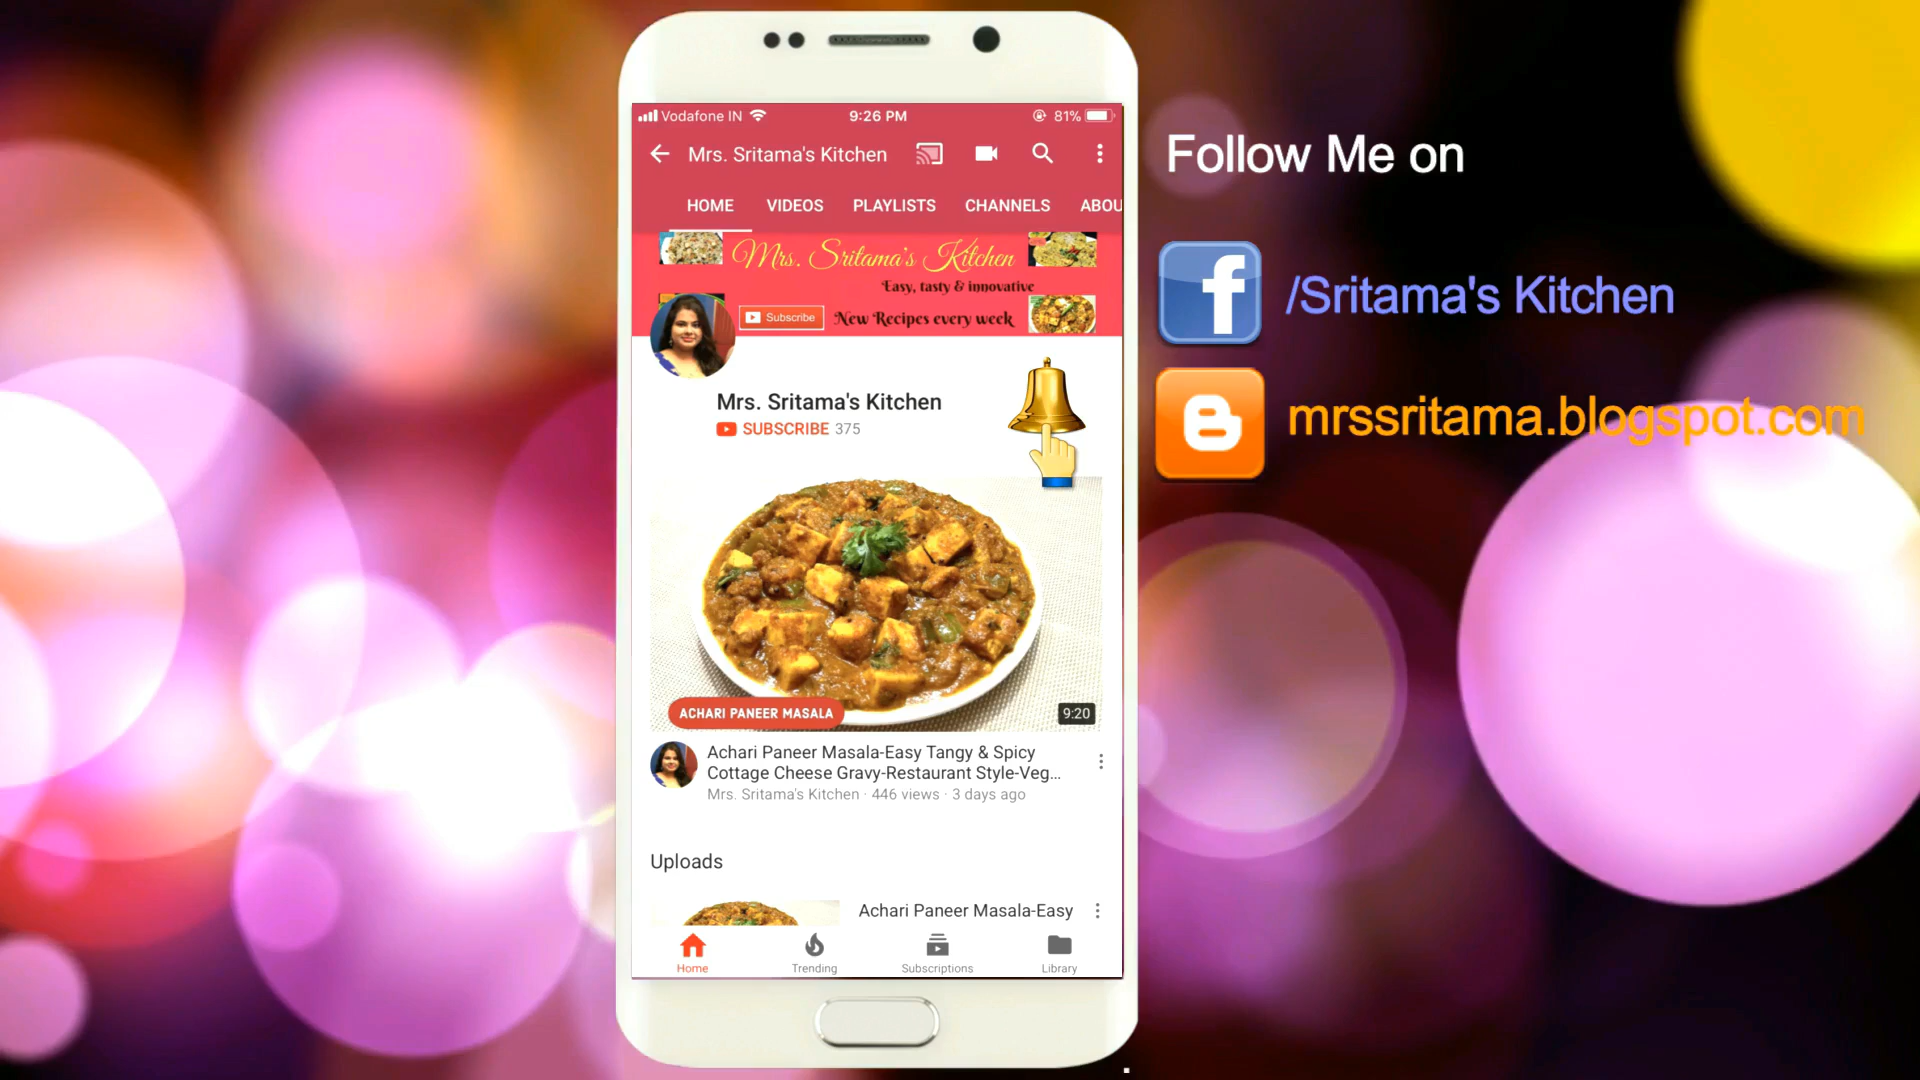 Vodafone IN 9:26 PM 81%
Mrs. Sritama's Kitchen
HOME VIDEOS PLAYLISTS CHANNELS ABOU
Mrs. Sritama's Kitchen
Easy, tasty & innovative
Subscribe New Recipes every week
Mrs. Sritama's Kitchen
SUBSCRIBE 375
ACHARI PANEER MASALA 9:20
Achari Paneer Masala-Easy Tangy & Spicy
Cottage Cheese Gravy-Restaurant Style-Veg...
Mrs. Sritama's Kitchen · 446 views · 3 days ago
Uploads
Achari Paneer Masala-Easy
Home Trending Subscriptions Library
Follow Me on
f /Sritama's Kitchen
mrssritama.blogspot.com